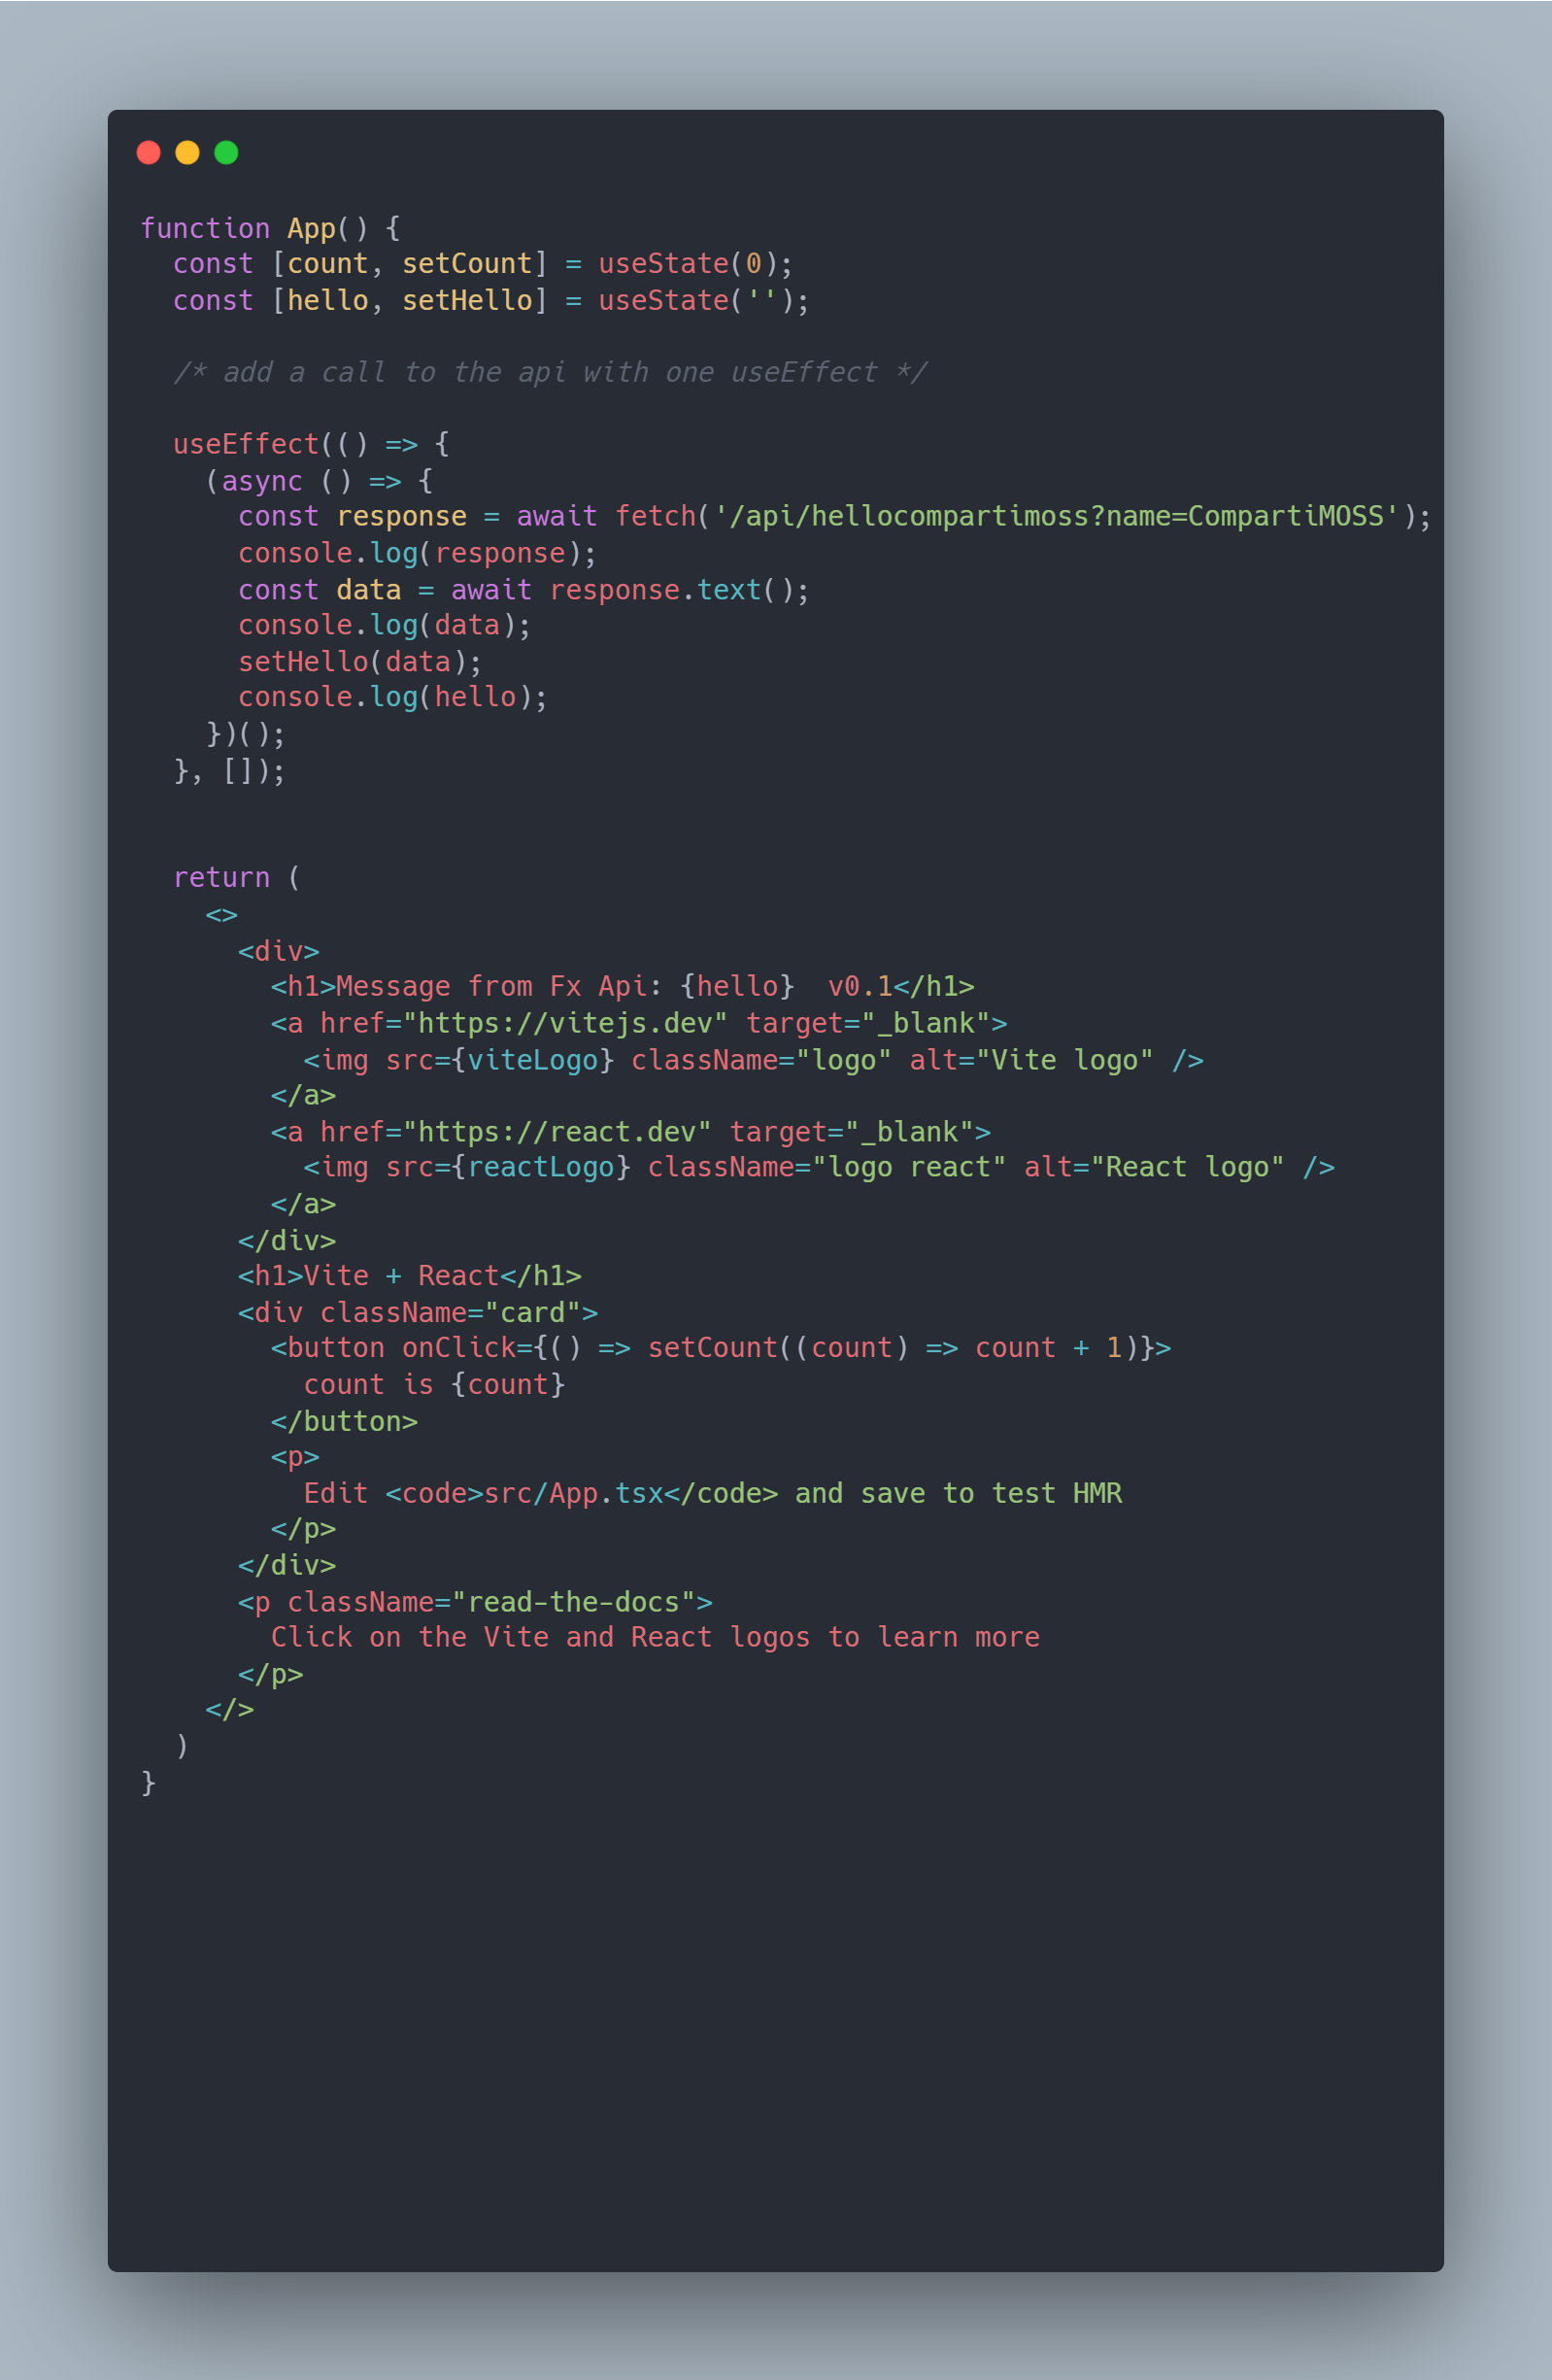 function App() {
  const [count, setCount] = useState(0);
  const [hello, setHello] = useState('');

  /* add a call to the api with one useEffect */

  useEffect(() => {
    (async () => {
      const response = await fetch('/api/hellocompartimoss?name=CompartiMOSS');
      console.log(response);
      const data = await response.text();
      console.log(data);
      setHello(data);
      console.log(hello);
    })();
  }, []);


  return (
    <>
      <div>
        <h1>Message from Fx Api: {hello}  v0.1</h1>
        <a href="https://vitejs.dev" target="_blank">
          <img src={viteLogo} className="logo" alt="Vite logo" />
        </a>
        <a href="https://react.dev" target="_blank">
          <img src={reactLogo} className="logo react" alt="React logo" />
        </a>
      </div>
      <h1>Vite + React</h1>
      <div className="card">
        <button onClick={() => setCount((count) => count + 1)}>
          count is {count}
        </button>
        <p>
          Edit <code>src/App.tsx</code> and save to test HMR
        </p>
      </div>
      <p className="read-the-docs">
        Click on the Vite and React logos to learn more
      </p>
    </>
  )
}